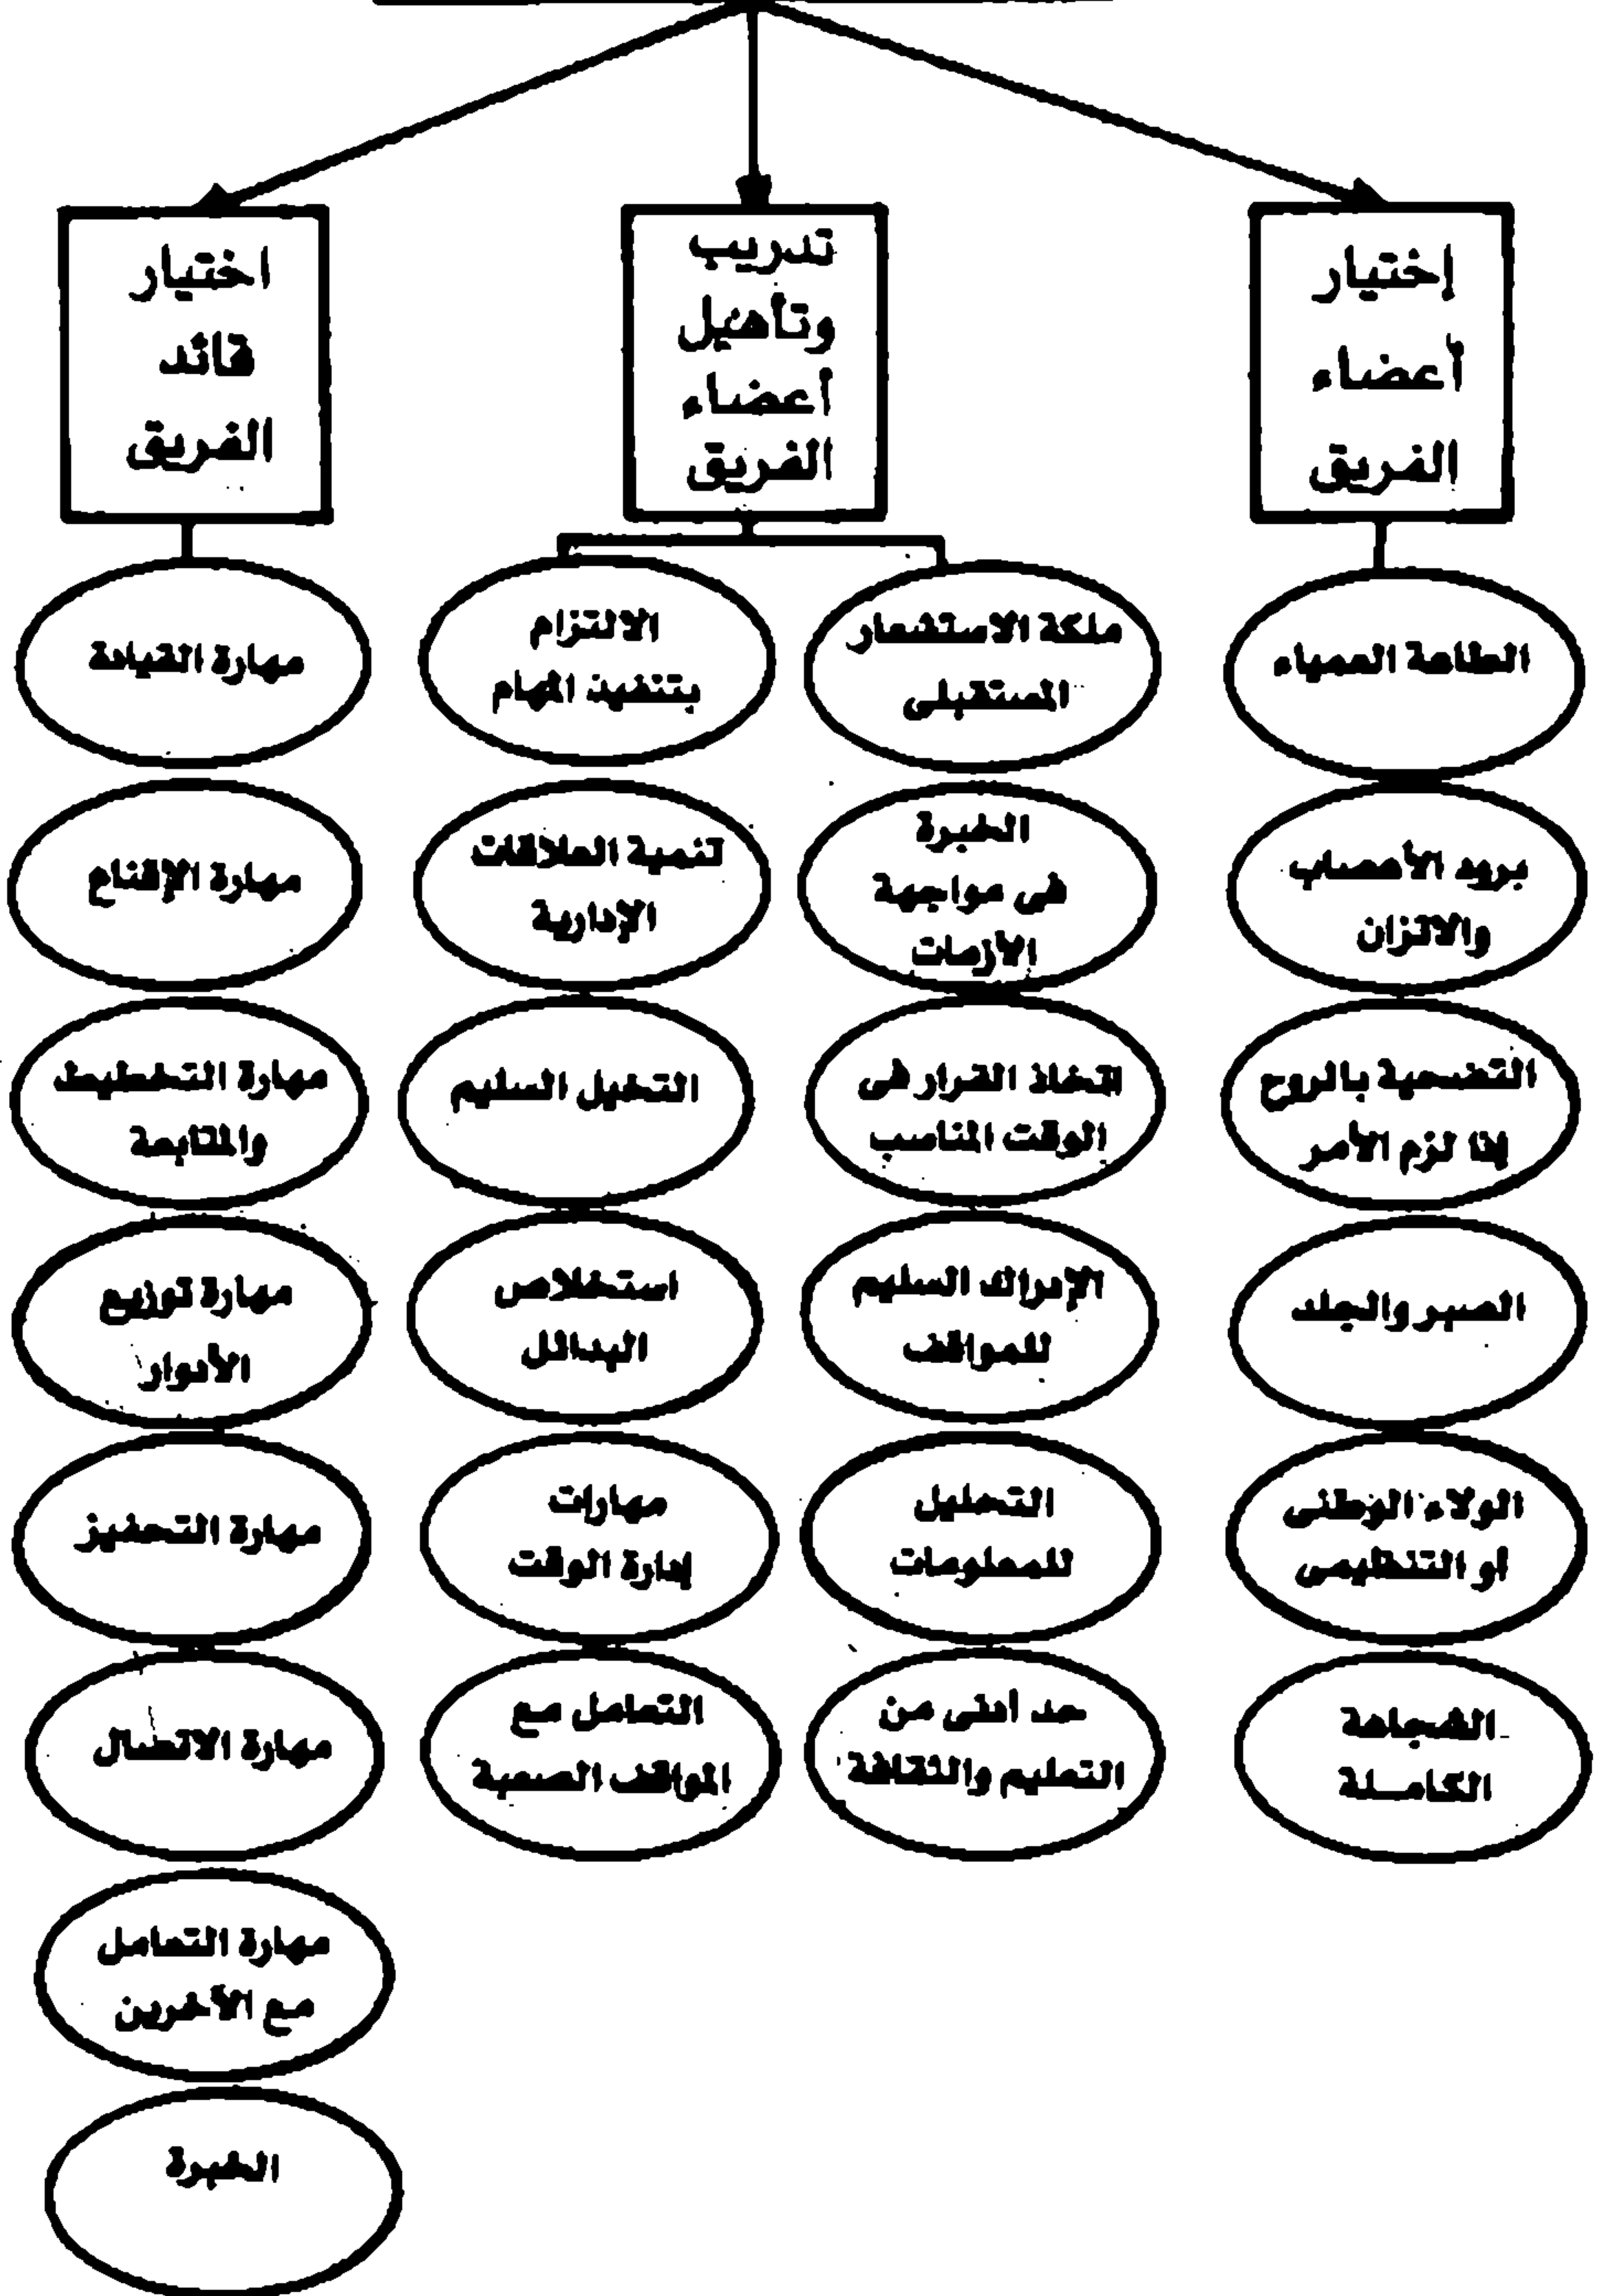 إختيار
أعضاء
الفريق
الطاعة العمياء
برود الأعصاب
والاتزان
التضحية بالروح
إذا لزم الأمر
الصبر والجلد
الولاء الوطنى
أو التنظيمى
الشجاعة
الكاملة
تدريب
وتأهيل
أعضاء
الفريق
ملكة الاستشعار
المستقبلى
الخبرة
فى مواجهة
الأزمات
اتخاذ القرار فى
الوقت المناسب
الإدراك السليم
للمواقف
التحليل
للمعلومات
حد أدنى من
التعليم والثقافة
الالتزام
بتنفيذ المهام
تنمية العلاقات
الإدارية
التخيل السليم
استخلاص
البدائل
مهارات
إدارة الوقت
التعامل مع
المواقف الصعبة
اختيار
قائد
الفريق
مهارة القيادة
مهارة الإقناع
مهارة التخطيط
والمتابعة
مهارة توزيع
الأدوار
مهارة التحفيز
مهارة الاتصال
مهارة التعامل
مع الآخرين
الخبرة